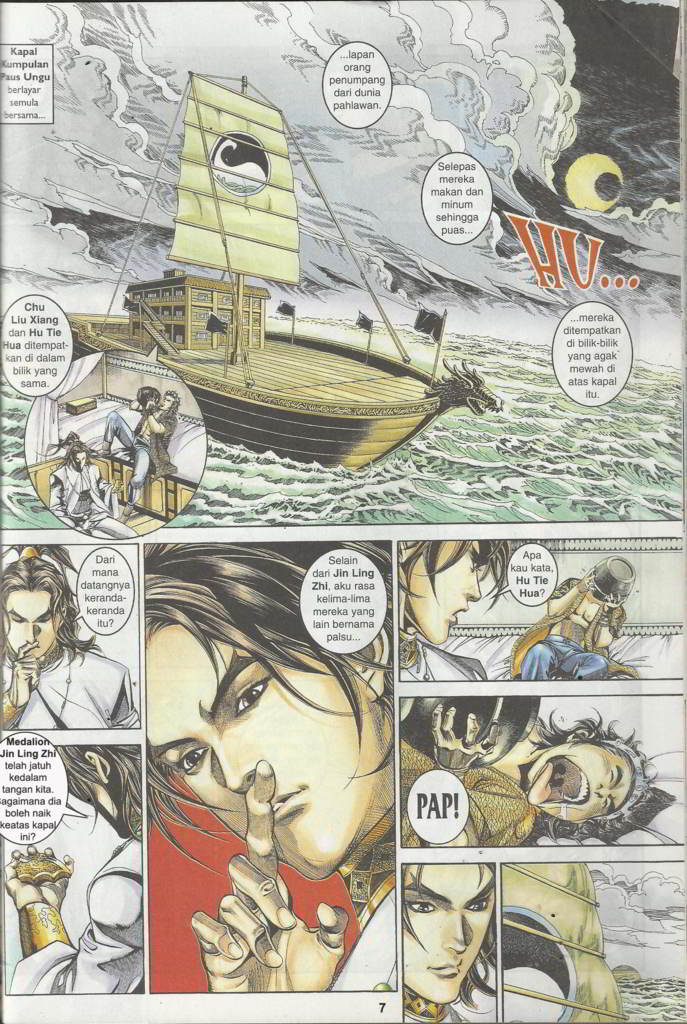 Kapal
Kumpulan
Paus Ungu
berlayar
semula
bersama...
...lapan
orang
penumpang
dari dunia
pahlawan.
Selepas
mereka
makan dan
minum
sehingga
puas...
HU...
...mereka
ditempatkan
di bilik-bilik
yang agak
mewah di
atas kapal
itu.
Chu
Liu Xiang
dan Hu Tie
Hua ditempat-
kan di dalam
bilik yang
sama.
Dari
mana
datangnya
keranda-
keranda
itu?
Medalion
Jin Ling Zhi
telah jatuh
kedalam
tangan kita.
Bagaimana dia
boleh naik
keatas kapal
ini?
Selain
dari Jin Ling
Zhi, aku rasa
kelima-lima
mereka yang
lain bernama
palsu...
Apa
kau kata,
Hu Tie
Hua?
PAP!
7